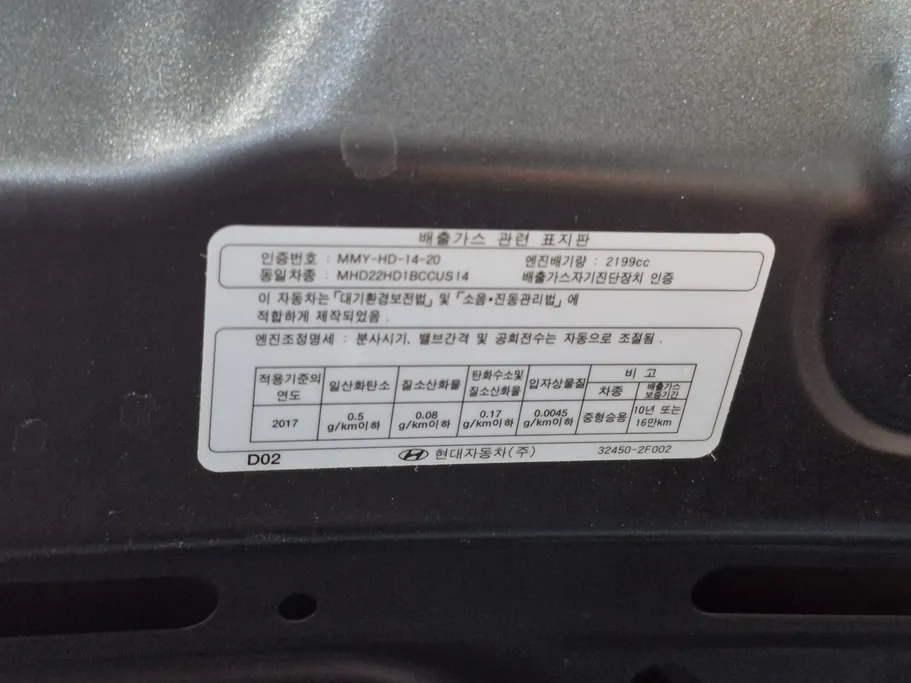 배출가스 관련 표지판
인증번호 : MMY-HD-14-20 엔진배기량 : 2199cc
동일차종 : MHD22HD1BCCUS14 배출가스자기진단장치 인증
이 자동차는「대기환경보전법」및「소음•진동관리법」에
적합하게 제작되었음 .
엔진조정명세 : 분사시기, 밸브간격 및 공회전수는 자동으로 조절됨 .
적용기준의 연도 일산화탄소 질소산화물 탄화수소및 질소산화물 입자상물질 비 고
차종 배출가스 보증기간
2017 0.5 g/km이하 0.08 g/km이하 0.17 g/km이하 0.0045 g/km이하 중형승용 10년 또는 16만km
D02 현대자동차(주) 32450-2F002